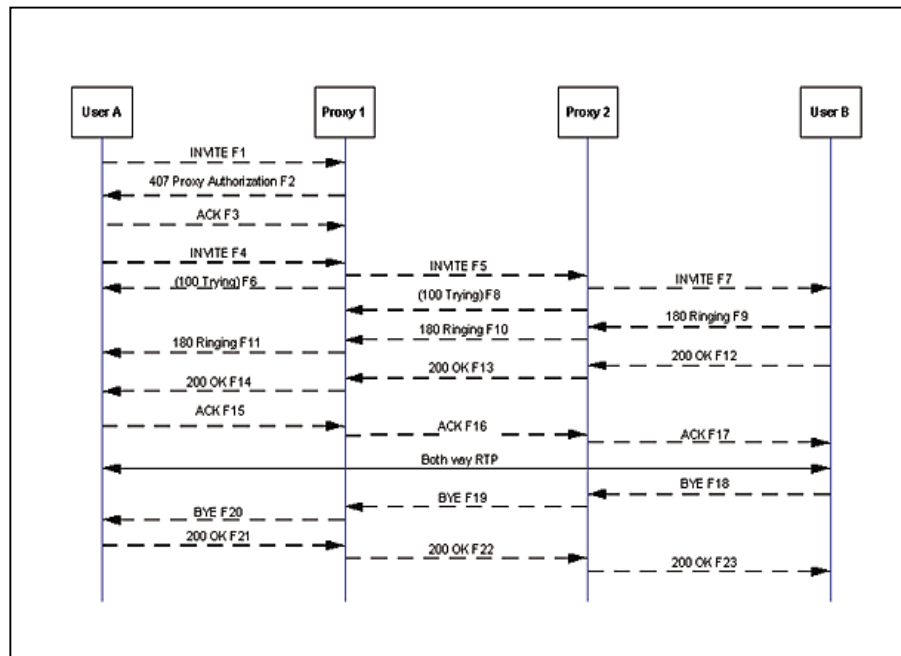 User A
Proxy 1
Proxy 2
User B
INVITE F1
407 Proxy Authorization F2
ACK F3
INVITE F4
INVITE F5
(100 Trying) F6
INVITE F7
(100 Trying) F8
180 Ringing F9
180 Ringing F10
180 Ringing F11
200 OK F12
200 OK F13
200 OK F14
ACK F15
ACK F16
ACK F17
Both way RTP
BYE F18
BYE F19
BYE F20
200 OK F21
200 OK F22
200 OK F23